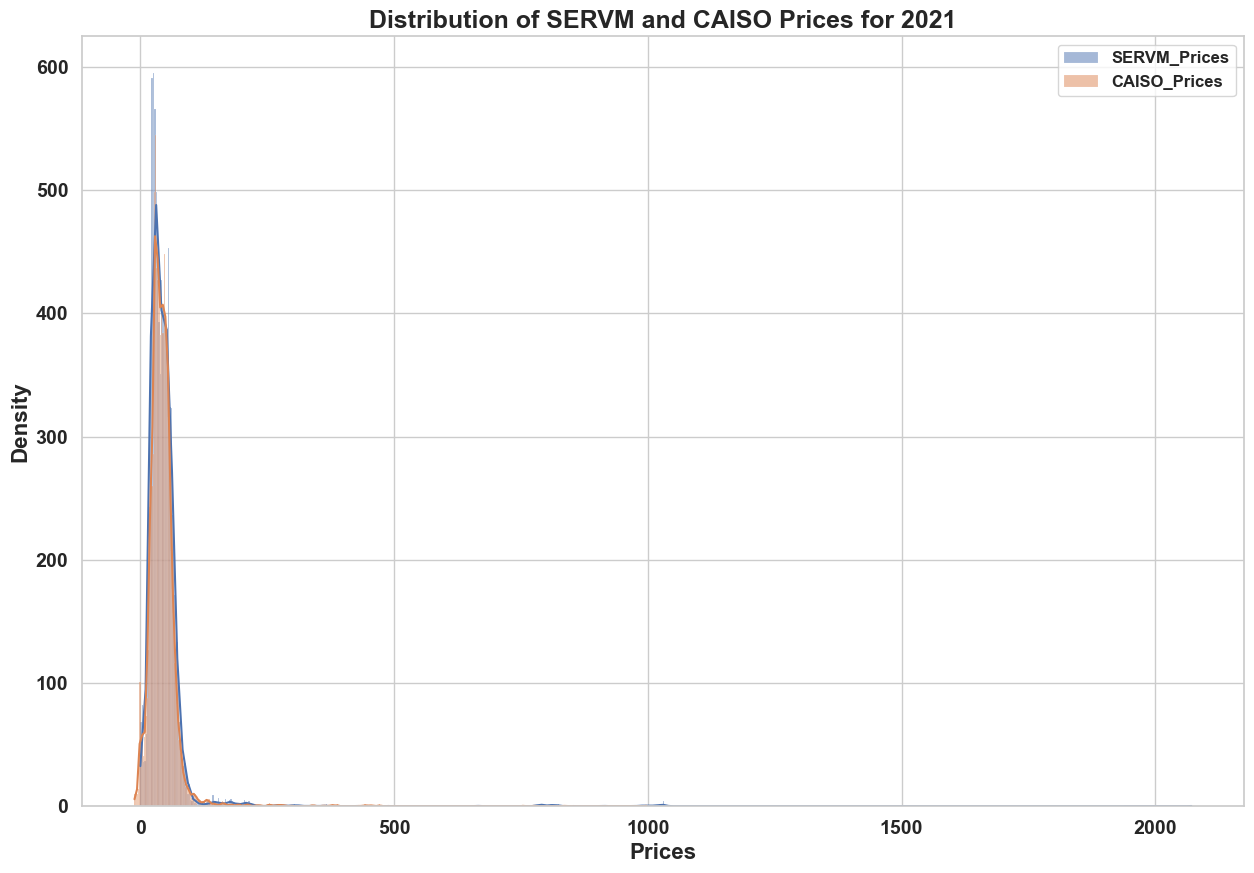 Distribution of SERVM and CAISO Prices for 2021
SERVM_Prices
CAISO_Prices
600
500
400
300
200
100
0
Density
0 500 1000 1500 2000
Prices